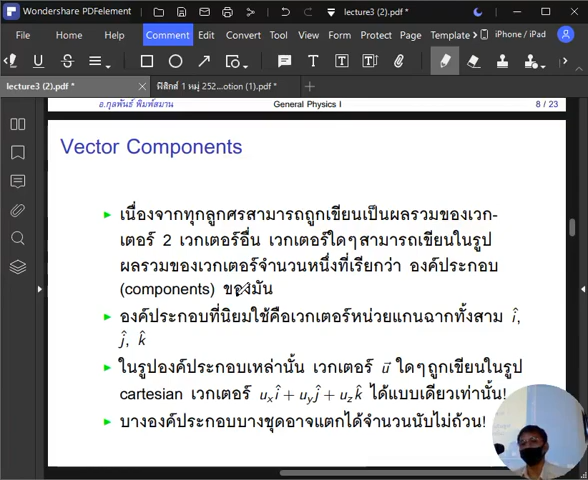 Wondershare PDFelement
lecture3 (2).pdf *
File
Home
Comment
Edit
Convert
Tool
View
Form
Page
Template
iPhone / iPad
lecture3 (2).pdf *
ฟิสิกส์ 1 หมู่ 252...otion (1).pdf *
อ.กุลพันธ์ พิมพ์สมาน
General Physics I
8 / 23
Vector Components
เนื่องจากทุกลูกศรสามารถถูกเขียนเป็นผลรวมของเวก-
เตอร์ 2 เวกเตอร์อื่น เวกเตอร์ใดๆสามารถเขียนในรูป
ผลรวมของเวกเตอร์จำนวนหนึ่งที่เรียกว่า องค์ประกอบ
(components) ของมัน
องค์ประกอบที่นิยมใช้คือเวกเตอร์หน่วยแกนฉากทั้งสาม î,
ĵ, k̂
ในรูปองค์ประกอบเหล่านั้น เวกเตอร์ u⃗ ใดๆถูกเขียนในรูป
cartesian เวกเตอร์ uₓî + u_yĵ + u_zk̂ ได้แบบเดียวเท่านั้น!
บางองค์ประกอบบางชุดอาจแตกได้จำนวนนับไม่ถ้วน!